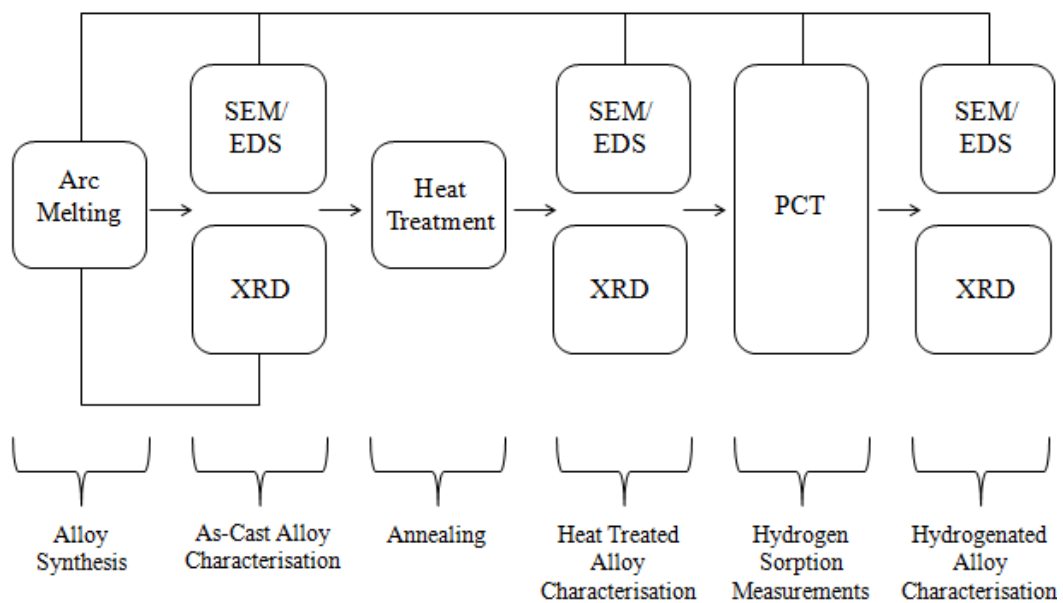 SEM/
EDS
SEM/
EDS
SEM/
EDS
Arc
Melting
Heat
Treatment
PCT
XRD
XRD
XRD
Alloy
Synthesis
As-Cast Alloy
Characterisation
Annealing
Heat Treated
Alloy
Characterisation
Hydrogen
Sorption
Measurements
Hydrogenated
Alloy
Characterisation